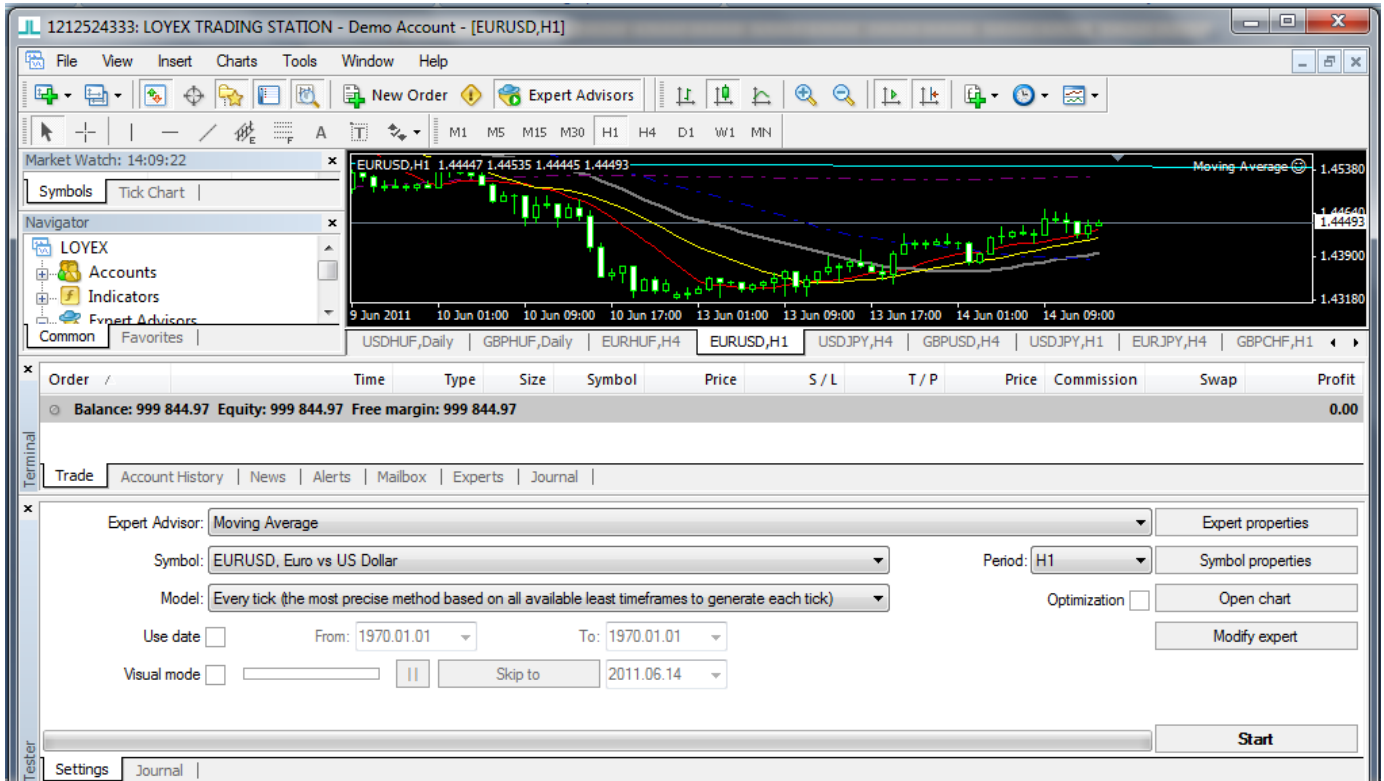 1212524333: LOYEX TRADING STATION - Demo Account - [EURUSD,H1]
File View Insert Charts Tools Window Help
New Order Expert Advisors
E F A T M1 M5 M15 M30 H1 H4 D1 W1 MN
Market Watch: 14:09:22
Symbols Tick Chart
Navigator
LOYEX
Accounts
Indicators
Expert Advisors
Common Favorites
EURUSD,H1 1.44447 1.44535 1.44445 1.44493
Moving Average
1.45380
1.44640
1.44493
1.43900
1.43180
9 Jun 2011 10 Jun 01:00 10 Jun 09:00 10 Jun 17:00 13 Jun 01:00 13 Jun 09:00 13 Jun 17:00 14 Jun 01:00 14 Jun 09:00
USDHUF,Daily GBPHUF,Daily EURHUF,H4 EURUSD,H1 USDJPY,H4 GBPUSD,H4 USDJPY,H1 EURJPY,H4 GBPCHF,H1
Order / Time Type Size Symbol Price S / L T / P Price Commission Swap Profit
Balance: 999 844.97 Equity: 999 844.97 Free margin: 999 844.97 0.00
Terminal
Trade Account History News Alerts Mailbox Experts Journal
Expert Advisor: Moving Average Expert properties
Symbol: EURUSD, Euro vs US Dollar Period: H1 Symbol properties
Model: Every tick (the most precise method based on all available least timeframes to generate each tick) Optimization Open chart
Use date From: 1970.01.01 To: 1970.01.01 Modify expert
Visual mode Skip to 2011.06.14
Start
Tester
Settings Journal